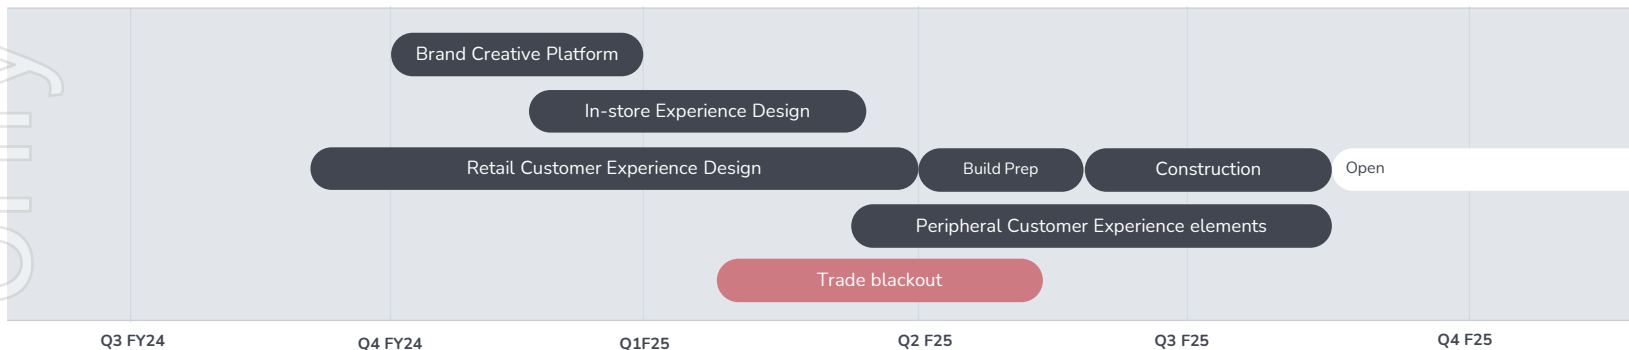 Brand Creative Platform
In-store Experience Design
Retail Customer Experience Design
Build Prep
Construction
Open
Peripheral Customer Experience elements
Trade blackout
Q3 FY24
Q4 FY24
Q1F25
Q2 F25
Q3 F25
Q4 F25